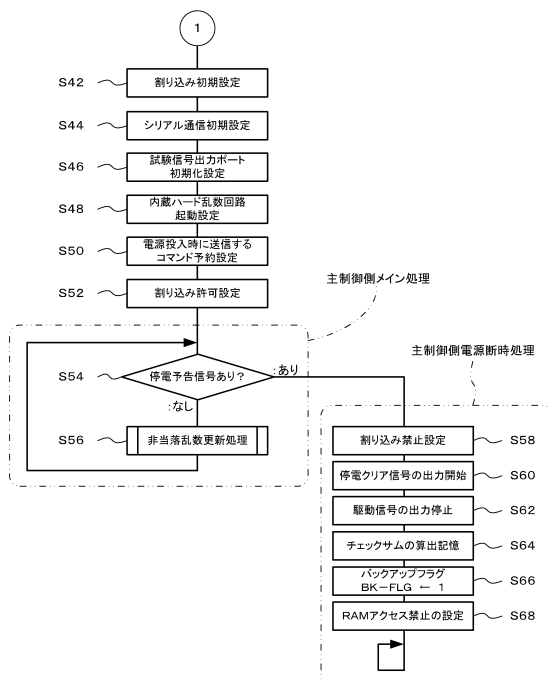 1
S42
割り込み初期設定
S44
シリアル通信初期設定
S46
試験信号出力ポート
初期化設定
S48
内蔵ハード乱数回路
起動設定
S50
電源投入時に送信する
コマンド予約設定
S52
割り込み許可設定
主制御側メイン処理
S54
停電予告信号あり？
:あり
:なし
S56
非当落乱数更新処理
主制御側電源断時処理
割り込み禁止設定
S58
停電クリア信号の出力開始
S60
駆動信号の出力停止
S62
チェックサムの算出記憶
S64
バックアップフラグ
BK－FLG ← 1
S66
RAMアクセス禁止の設定
S68